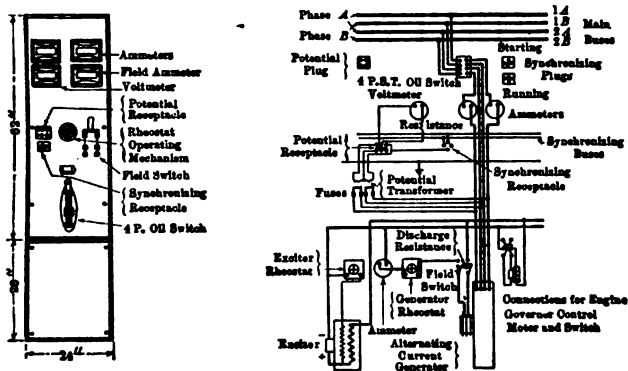 Ammeters
Field Ammeter
Voltmeter
Potential
Receptacle
Rheostat
Operating
Mechanism
Field Switch
Synchronizing
Receptacle
4 P. Oil Switch
62"
28"
24"
Phase A
Phase B
1A
1B
2A
2B
Main
Buses
Potential
Plug
4 P.S.T. Oil Switch
Voltmeter
Starting
Synchronizing
Plugs
Running
Ammeters
Resistance
Potential
Receptacle
Synchronizing
Buses
Synchronizing
Receptacle
Potential
Transformer
Fuses
Discharge
Resistance
Exciter
Rheostat
Field
Switch
Generator
Rheostat
Ammeter
Exciter
- +
Alternating
Current
Generator
Connections for Engine
Governor Control
Motor and Switch